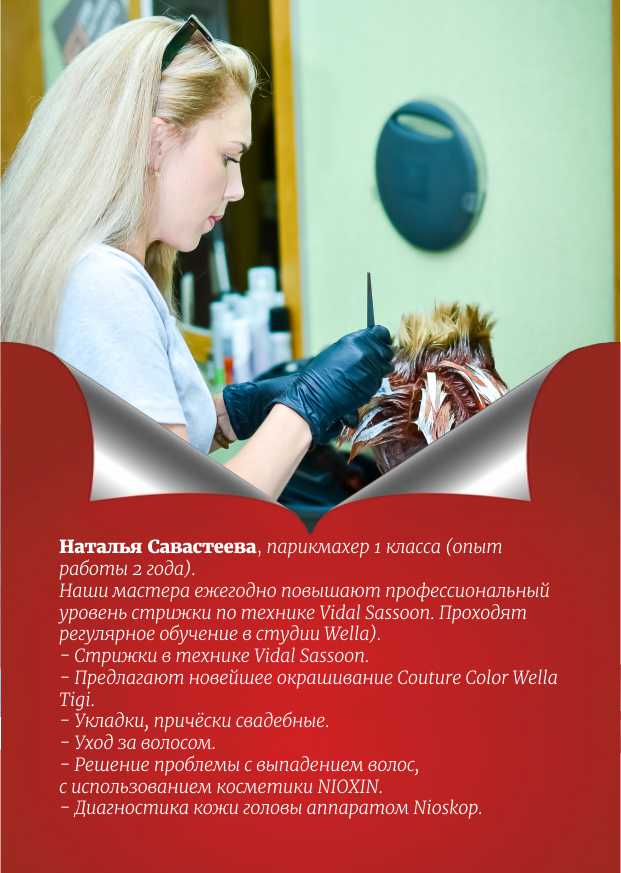 Наталья Савастеева, парикмахер 1 класса (опыт
работы 2 года).
Наши мастера ежегодно повышают профессиональный
уровень стрижки по технике Vidal Sassoon. Проходят
регулярное обучение в студии Wella).
- Стрижки в технике Vidal Sassoon.
- Предлагают новейшее окрашивание Couture Color Wella
Tigi.
- Укладки, причёски свадебные.
- Уход за волосом.
- Решение проблемы с выпадением волос,
с использованием косметики NIOXIN.
- Диагностика кожи головы аппаратом Nioskop.